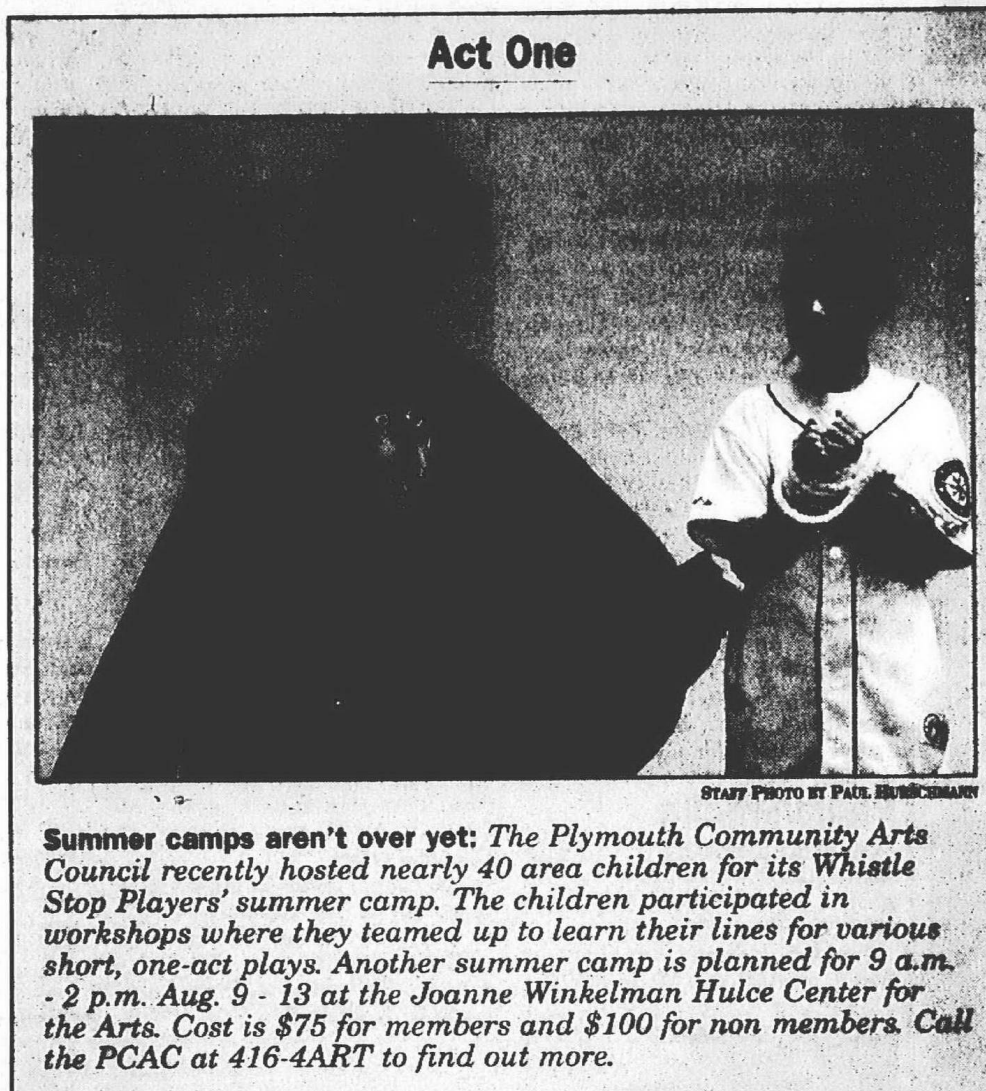 Act One
STAFF PHOTO BY PAUL HURSCHMANN
Summer camps aren't over yet: The Plymouth Community Arts
Council recently hosted nearly 40 area children for its Whistle
Stop Players' summer camp. The children participated in
workshops where they teamed up to learn their lines for various
short, one-act plays. Another summer camp is planned for 9 a.m.
- 2 p.m. Aug. 9 - 13 at the Joanne Winkelman Hulce Center for
the Arts. Cost is $75 for members and $100 for non members. Call
the PCAC at 416-4ART to find out more.